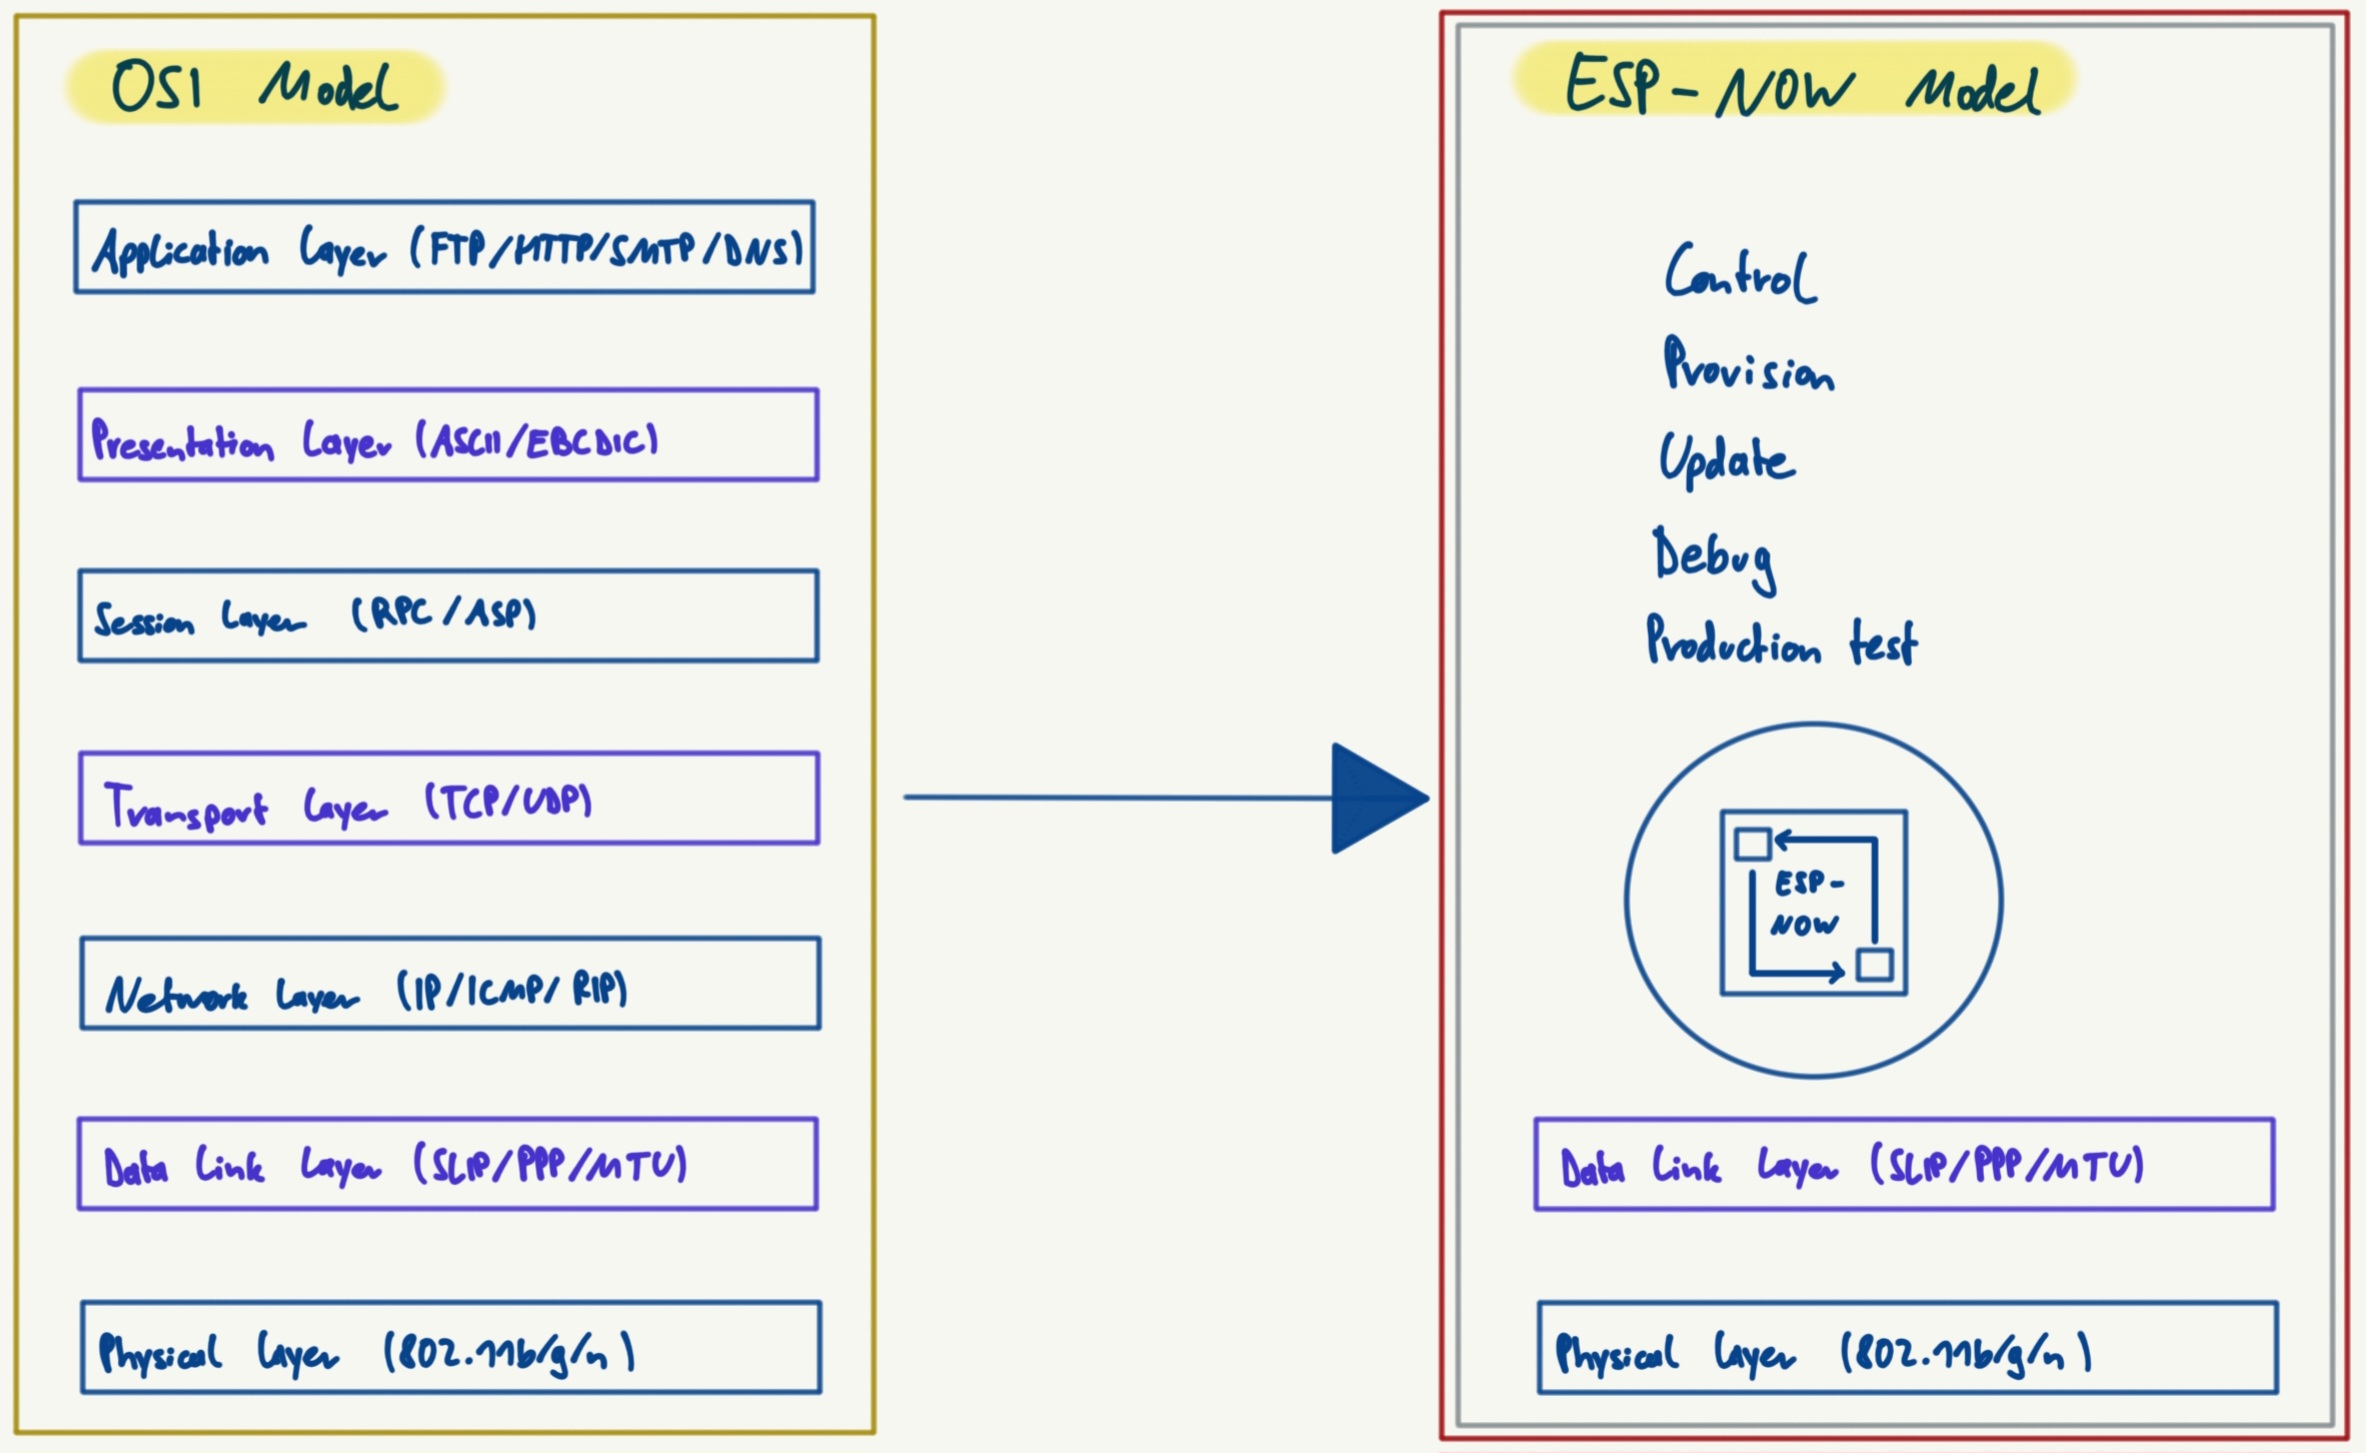 OSI Model
Application Layer (FTP/HTTP/SMTP/DNS)
Presentation Layer (ASCII/EBCDIC)
Session Layer (RPC/ASP)
Transport Layer (TCP/UDP)
Network Layer (IP/ICMP/RIP)
Data Link Layer (SLIP/PPP/MTU)
Physical Layer (802.11b/g/n)
ESP-NOW Model
Control
Provision
Update
Debug
Production test
ESP-
NOW
Data Link Layer (SLIP/PPP/MTU)
Physical Layer (802.11b/g/n)